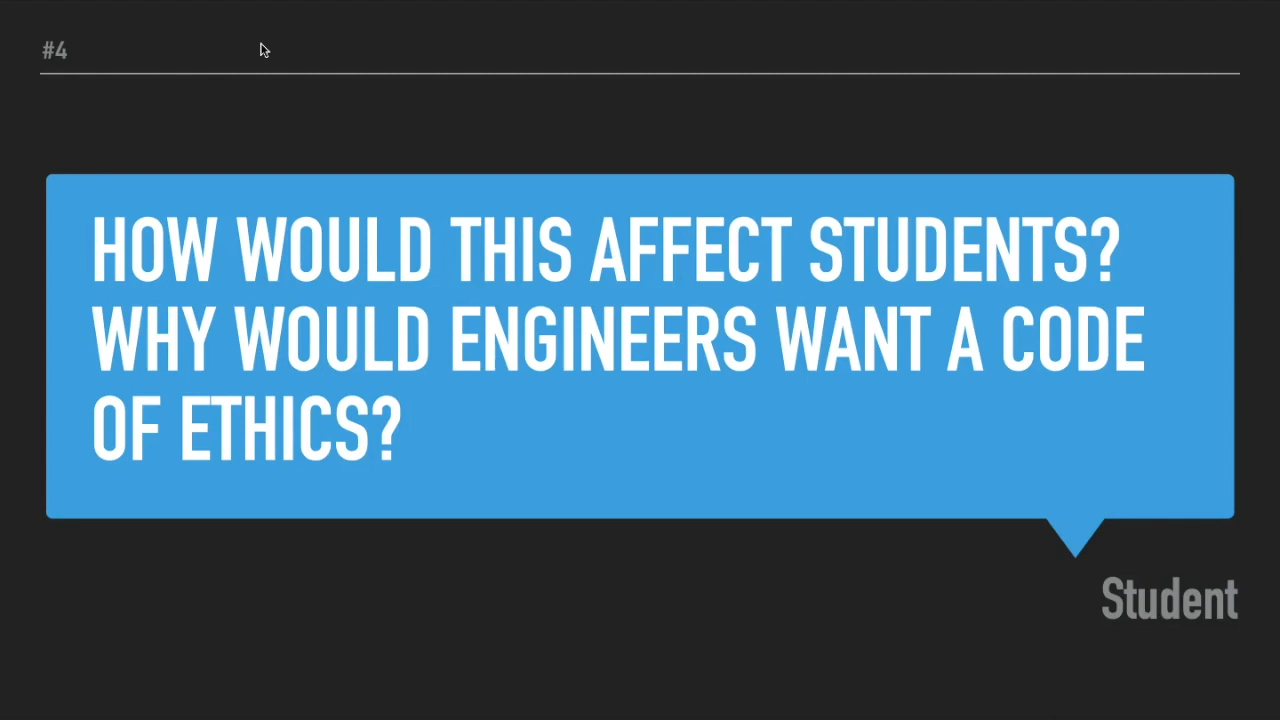 #4
HOW WOULD THIS AFFECT STUDENTS?
WHY WOULD ENGINEERS WANT A CODE
OF ETHICS?
Student